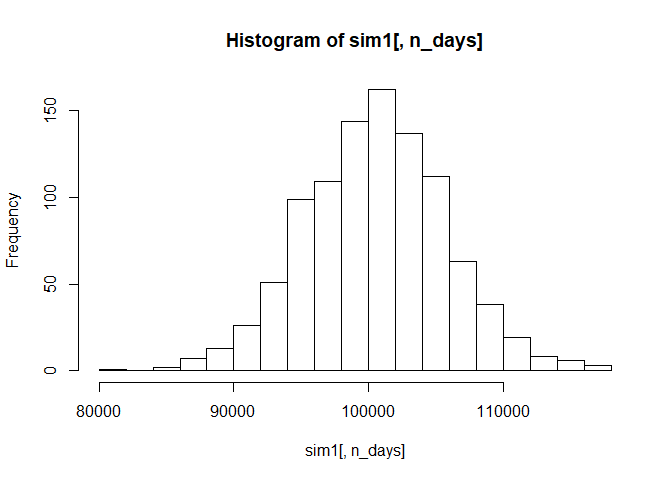 Histogram of sim1[, n_days]
Frequency
150
100
50
0
80000 90000 100000 110000
sim1[, n_days]